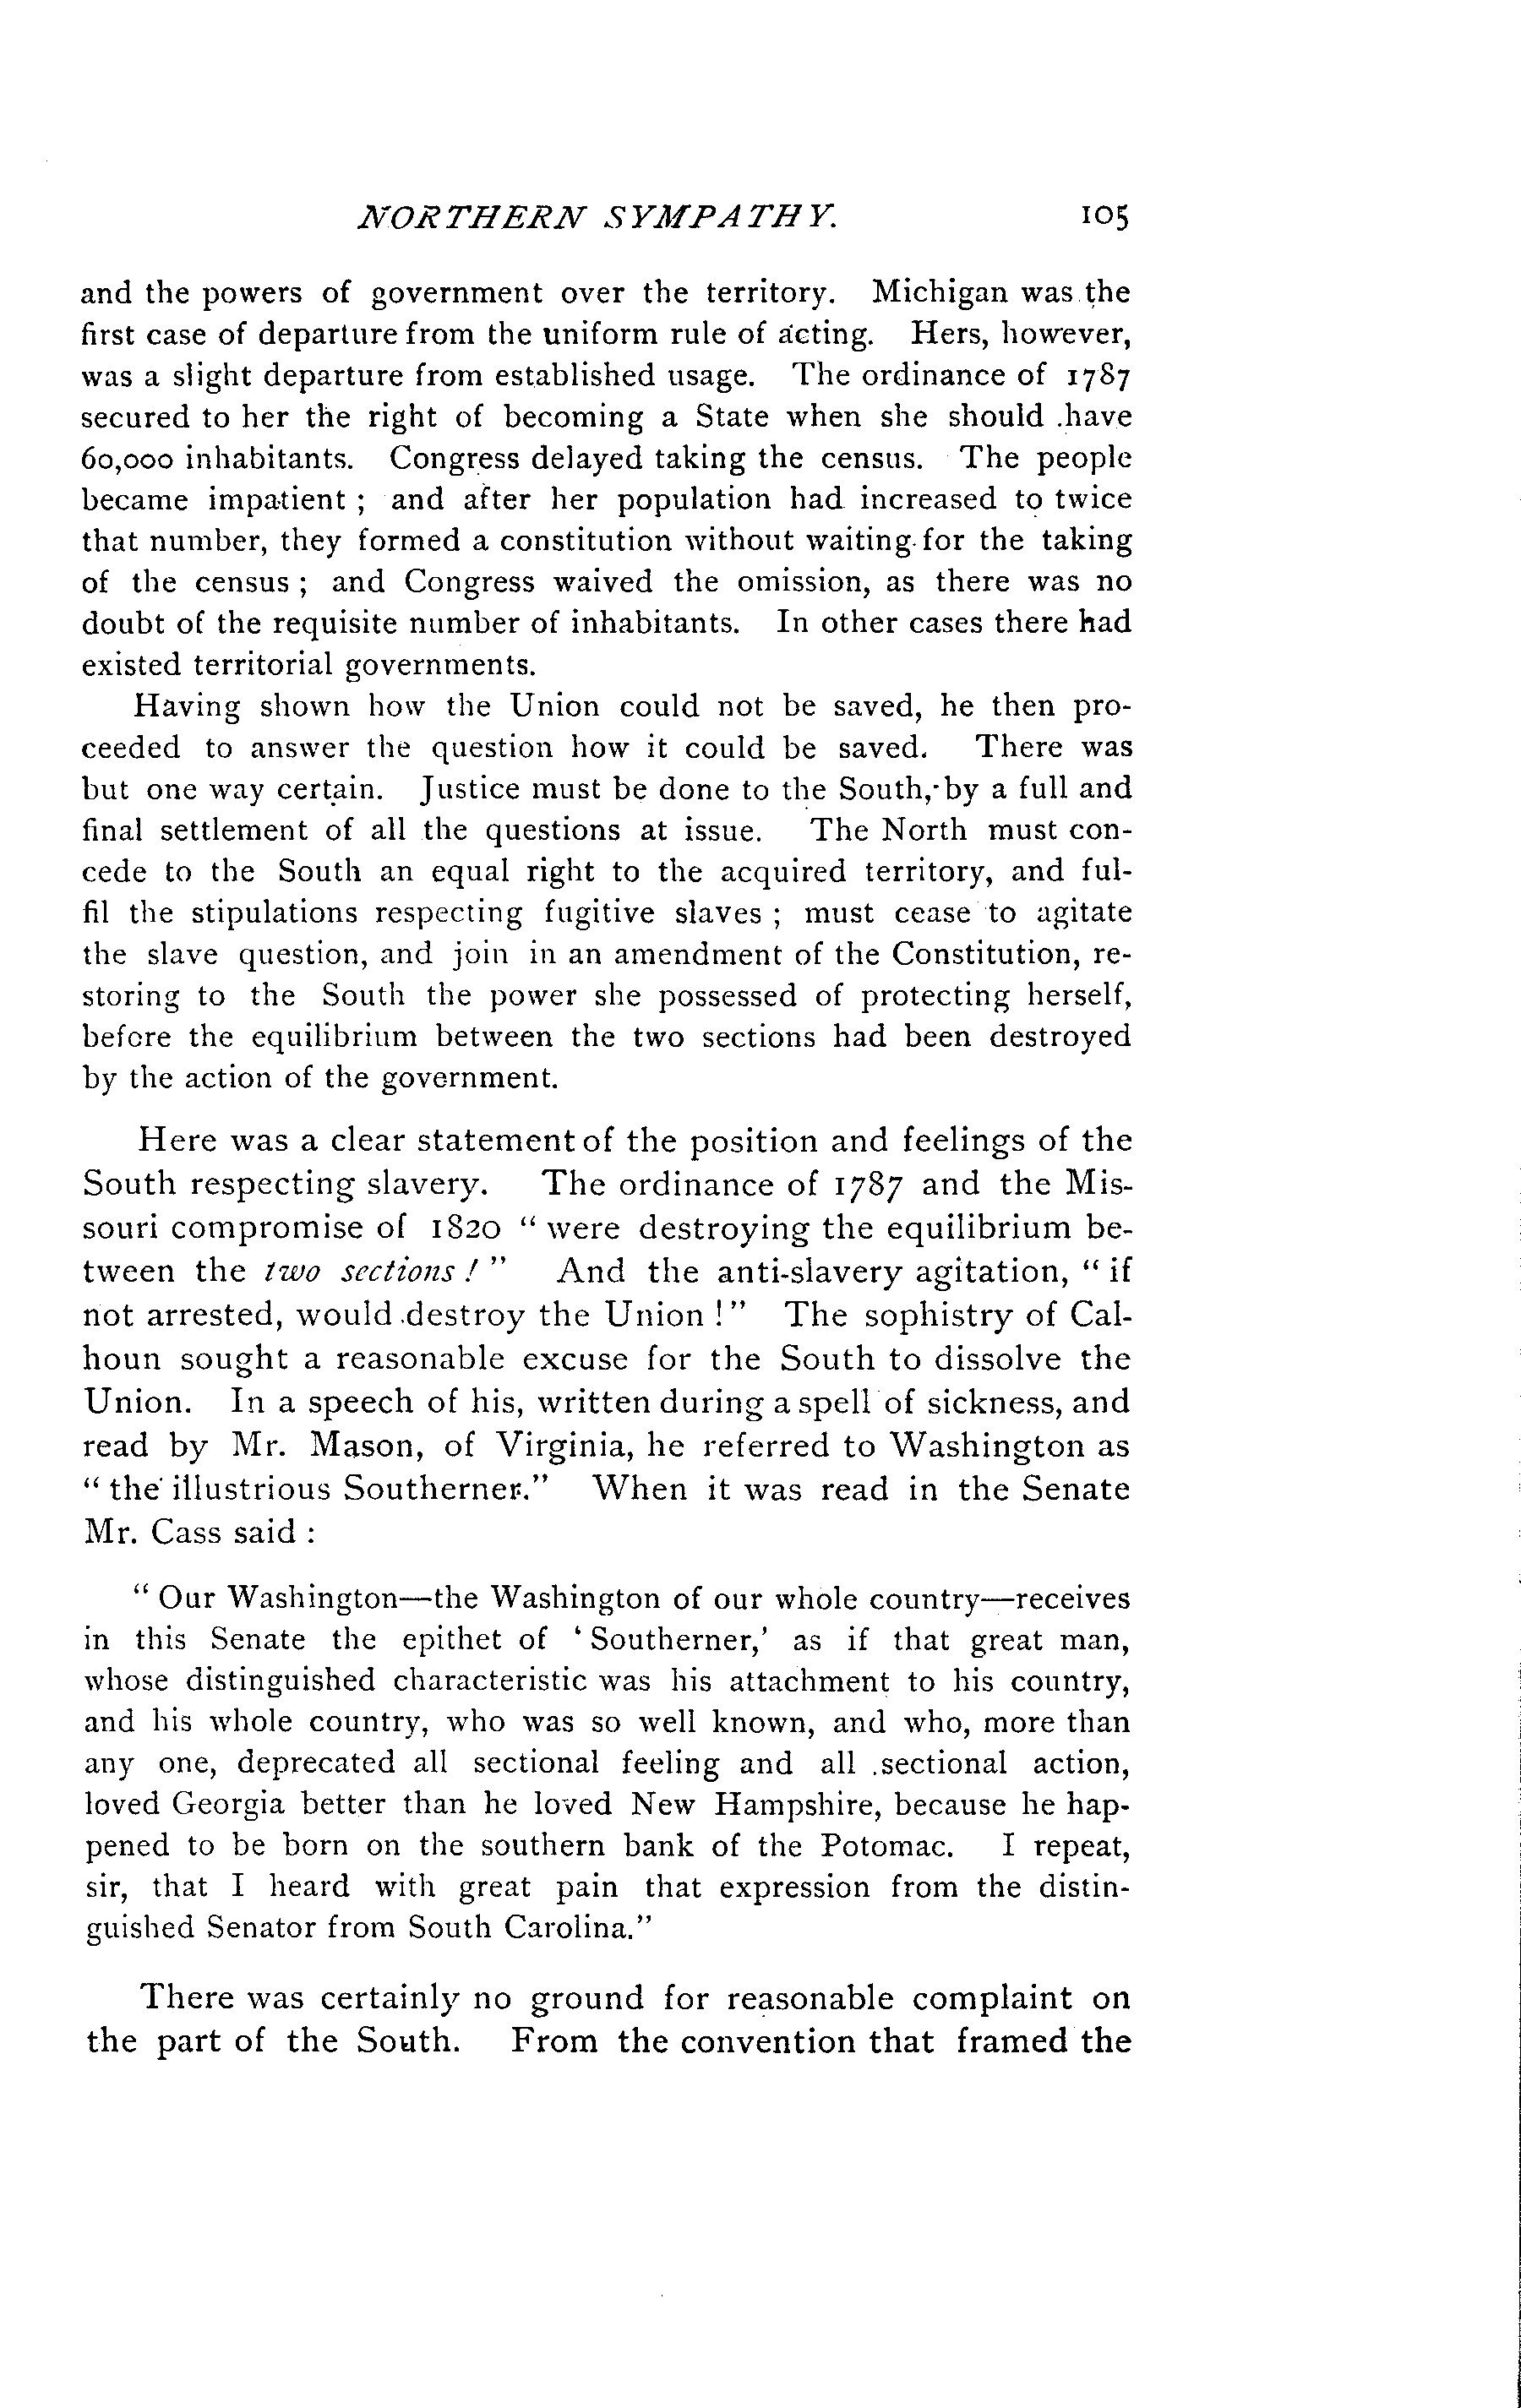 NORTHERN SYMPATHY. 105
and the powers of government over the territory. Michigan was the
first case of departure from the uniform rule of acting. Hers, however,
was a slight departure from established usage. The ordinance of 1787
secured to her the right of becoming a State when she should have
60,000 inhabitants. Congress delayed taking the census. The people
became impatient ; and after her population had increased to twice
that number, they formed a constitution without waiting for the taking
of the census ; and Congress waived the omission, as there was no
doubt of the requisite number of inhabitants. In other cases there had
existed territorial governments.
Having shown how the Union could not be saved, he then pro-
ceeded to answer the question how it could be saved. There was
but one way certain. Justice must be done to the South, by a full and
final settlement of all the questions at issue. The North must con-
cede to the South an equal right to the acquired territory, and ful-
fil the stipulations respecting fugitive slaves ; must cease to agitate
the slave question, and join in an amendment of the Constitution, re-
storing to the South the power she possessed of protecting herself,
before the equilibrium between the two sections had been destroyed
by the action of the government.
Here was a clear statement of the position and feelings of the
South respecting slavery. The ordinance of 1787 and the Mis-
souri compromise of 1820 " were destroying the equilibrium be-
tween the two sections ! " And the anti-slavery agitation, " if
not arrested, would destroy the Union ! " The sophistry of Cal-
houn sought a reasonable excuse for the South to dissolve the
Union. In a speech of his, written during a spell of sickness, and
read by Mr. Mason, of Virginia, he referred to Washington as
" the illustrious Southerner." When it was read in the Senate
Mr. Cass said :
" Our Washington—the Washington of our whole country—receives
in this Senate the epithet of ' Southerner,' as if that great man,
whose distinguished characteristic was his attachment to his country,
and his whole country, who was so well known, and who, more than
any one, deprecated all sectional feeling and all sectional action,
loved Georgia better than he loved New Hampshire, because he hap-
pened to be born on the southern bank of the Potomac. I repeat,
sir, that I heard with great pain that expression from the distin-
guished Senator from South Carolina."
There was certainly no ground for reasonable complaint on
the part of the South. From the convention that framed the